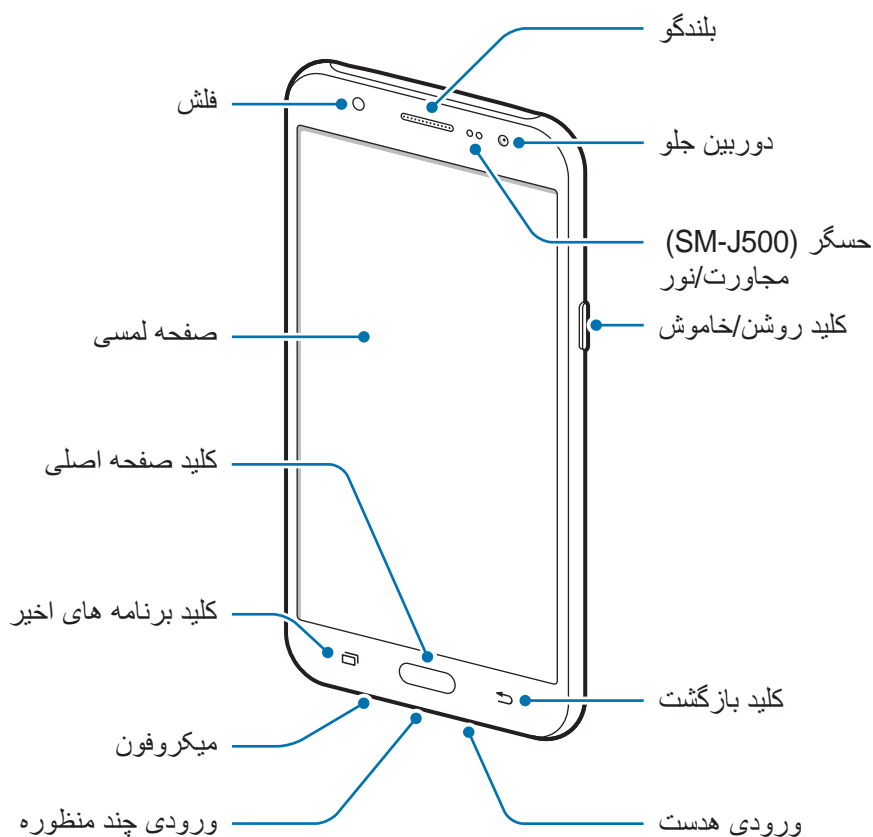 بلندگو
فلش
دوربین جلو
حسگر (SM-J500)
مجاورت/نور
کلید روشن/خاموش
صفحه لمسی
کلید صفحه اصلی
کلید برنامه های اخیر
کلید بازگشت
میکروفون
ورودی هدست
ورودی چند منظوره